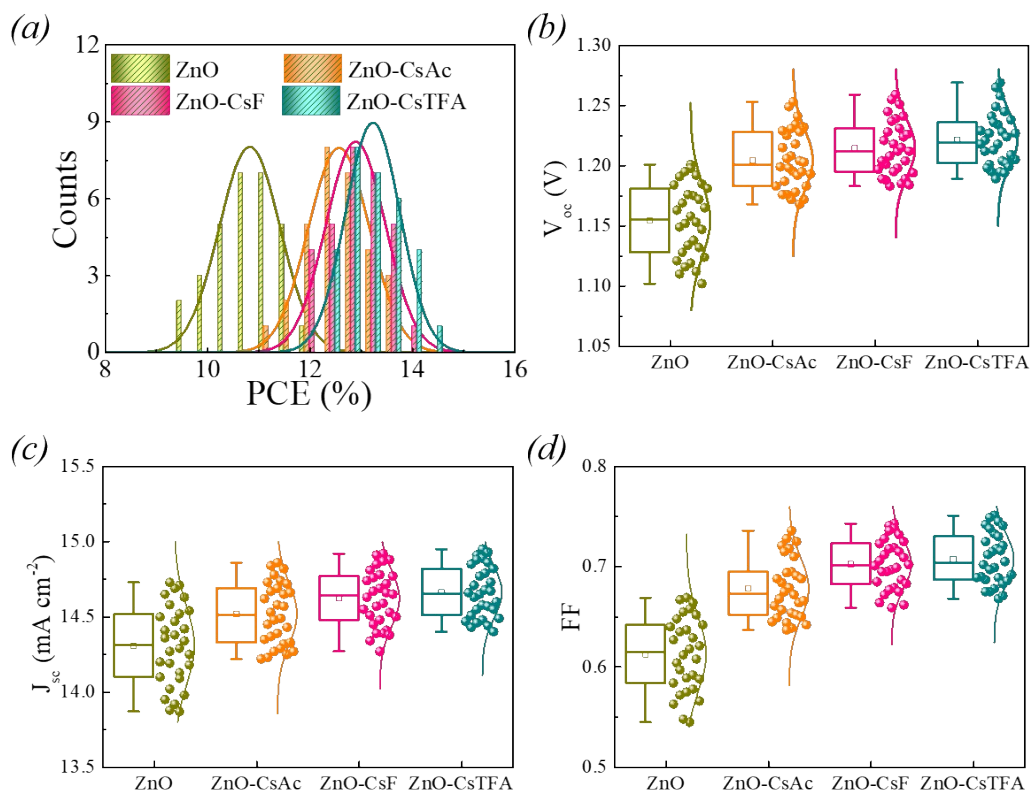 (a)
12
9
6
3
0
Counts
ZnO
ZnO-CsAc
ZnO-CsF
ZnO-CsTFA
8
10
12
14
16
PCE (%)
(b)
1.30
1.25
1.20
1.15
1.10
1.05
Voc (V)
ZnO
ZnO-CsAc
ZnO-CsF
ZnO-CsTFA
(c)
15.5
15.0
14.5
14.0
13.5
Jsc (mA cm⁻²)
ZnO
ZnO-CsAc
ZnO-CsF
ZnO-CsTFA
(d)
0.8
0.7
0.6
0.5
FF
ZnO
ZnO-CsAc
ZnO-CsF
ZnO-CsTFA